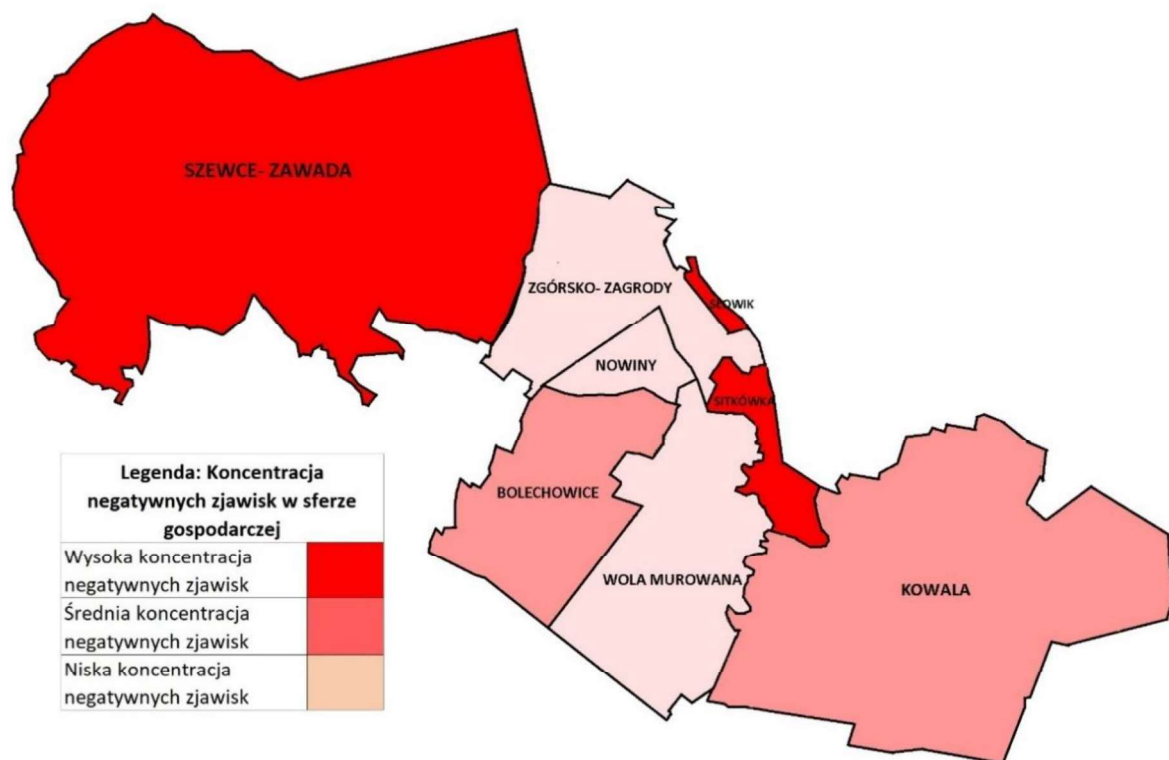 SZEWCE- ZAWADA
ZGÓRSKO- ZAGRODY
SŁOWIK
NOWINY
SITKÓWKA
BOLECHOWICE
WOLA MUROWANA
KOWALA
Legenda: Koncentracja
negatywnych zjawisk w sferze
gospodarczej
Wysoka koncentracja
negatywnych zjawisk
Średnia koncentracja
negatywnych zjawisk
Niska koncentracja
negatywnych zjawisk